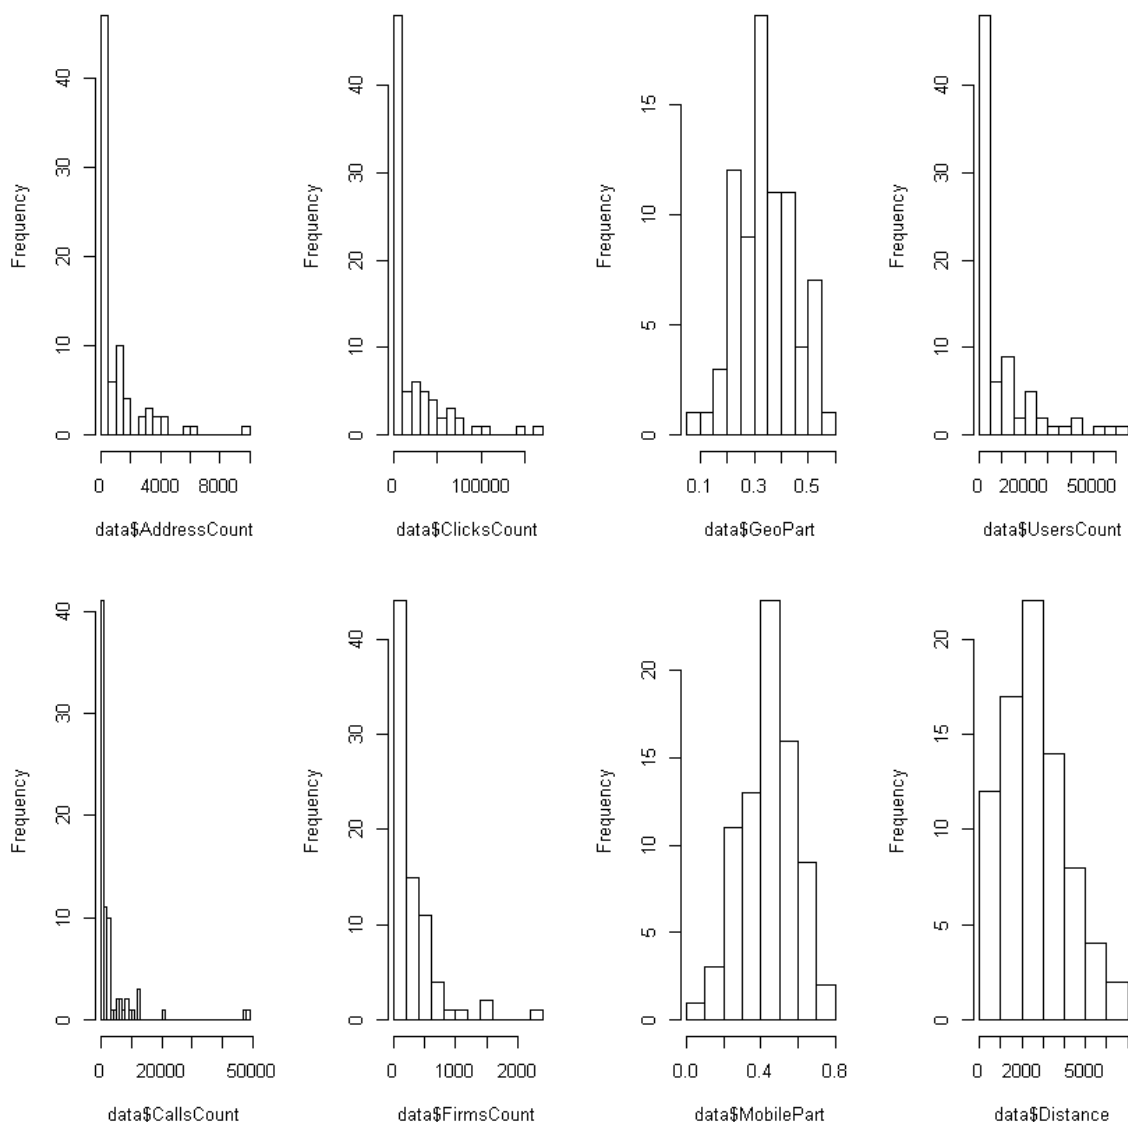 Frequency
0 10 20 30 40
0 4000 8000
data$AddressCount
Frequency
0 10 20 30 40
0 100000
data$ClicksCount
Frequency
0 5 10 15
0.1 0.3 0.5
data$GeoPart
Frequency
0 10 20 30 40
0 20000 50000
data$UsersCount
Frequency
0 10 20 30 40
0 20000 50000
data$CallsCount
Frequency
0 10 20 30 40
0 1000 2000
data$FirmsCount
Frequency
0 5 10 15 20
0.0 0.4 0.8
data$MobilePart
Frequency
0 5 10 15 20
2000 5000
data$Distance